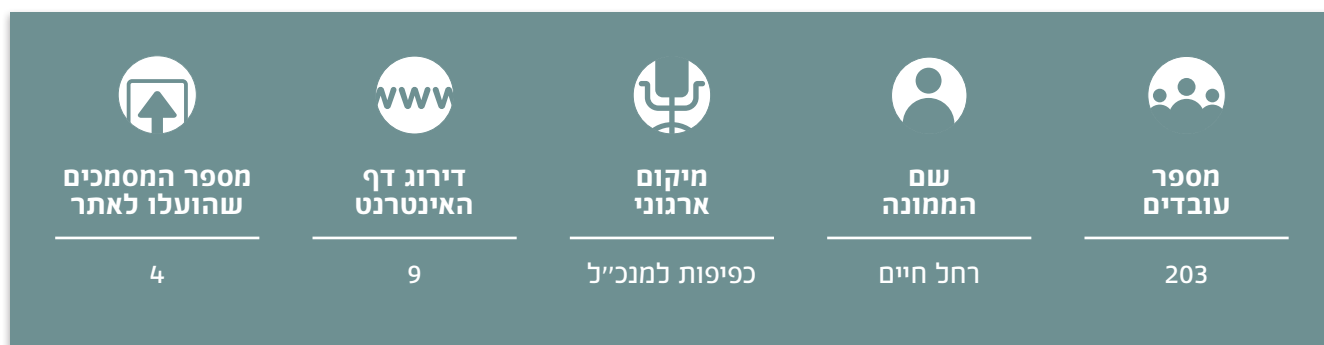 מספר
עובדים
203
שם
הממונה
רחל חיים
מיקום
ארגוני
כפיפות למנכ״ל
www
דירוג דף
האינטרנט
9
מספר המסמכים
שהועלו לאתר
4